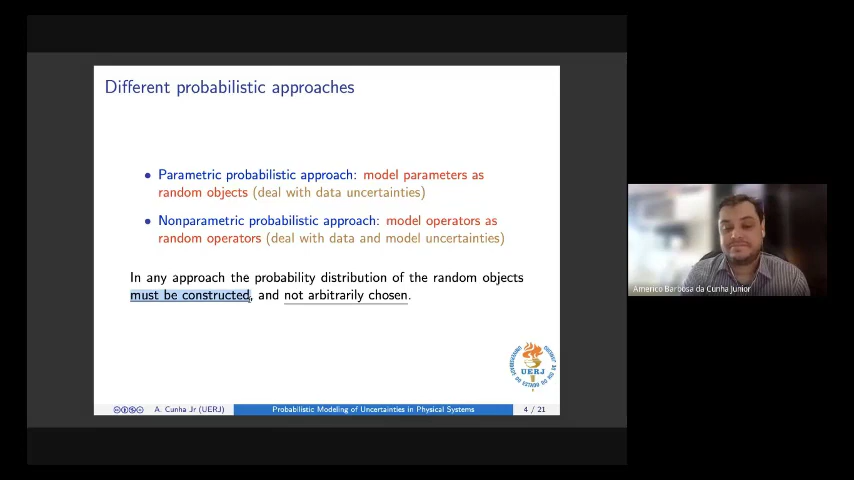 Different probabilistic approaches
• Parametric probabilistic approach: model parameters as
random objects (deal with data uncertainties)
• Nonparametric probabilistic approach: model operators as
random operators (deal with data and model uncertainties)
In any approach the probability distribution of the random objects
must be constructed, and not arbitrarily chosen.
UERJ
A. Cunha Jr (UERJ)
Probabilistic Modeling of Uncertainties in Physical Systems
4 / 21
Americo Barbosa da Cunha Junior